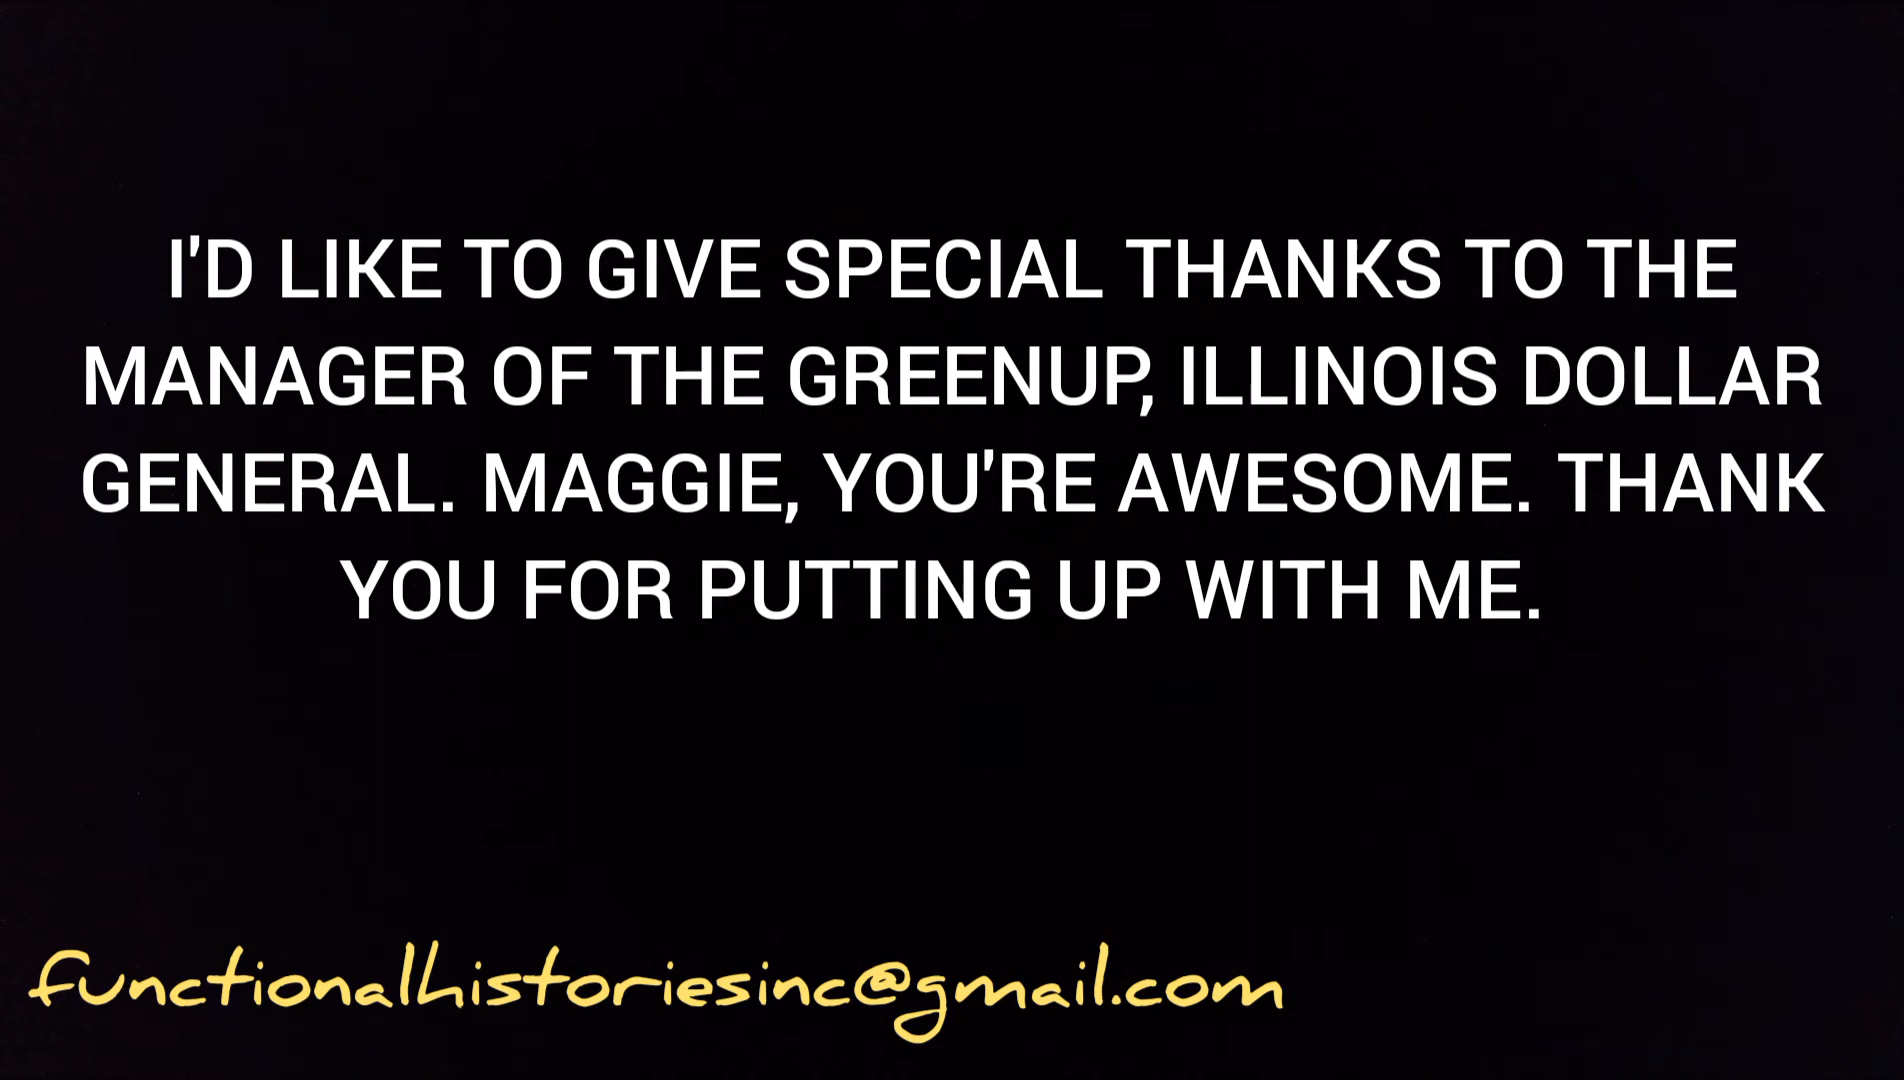 I'D LIKE TO GIVE SPECIAL THANKS TO THE
MANAGER OF THE GREENUP, ILLINOIS DOLLAR
GENERAL. MAGGIE, YOU'RE AWESOME. THANK
YOU FOR PUTTING UP WITH ME.
functionalhistoriesinc@gmail.com